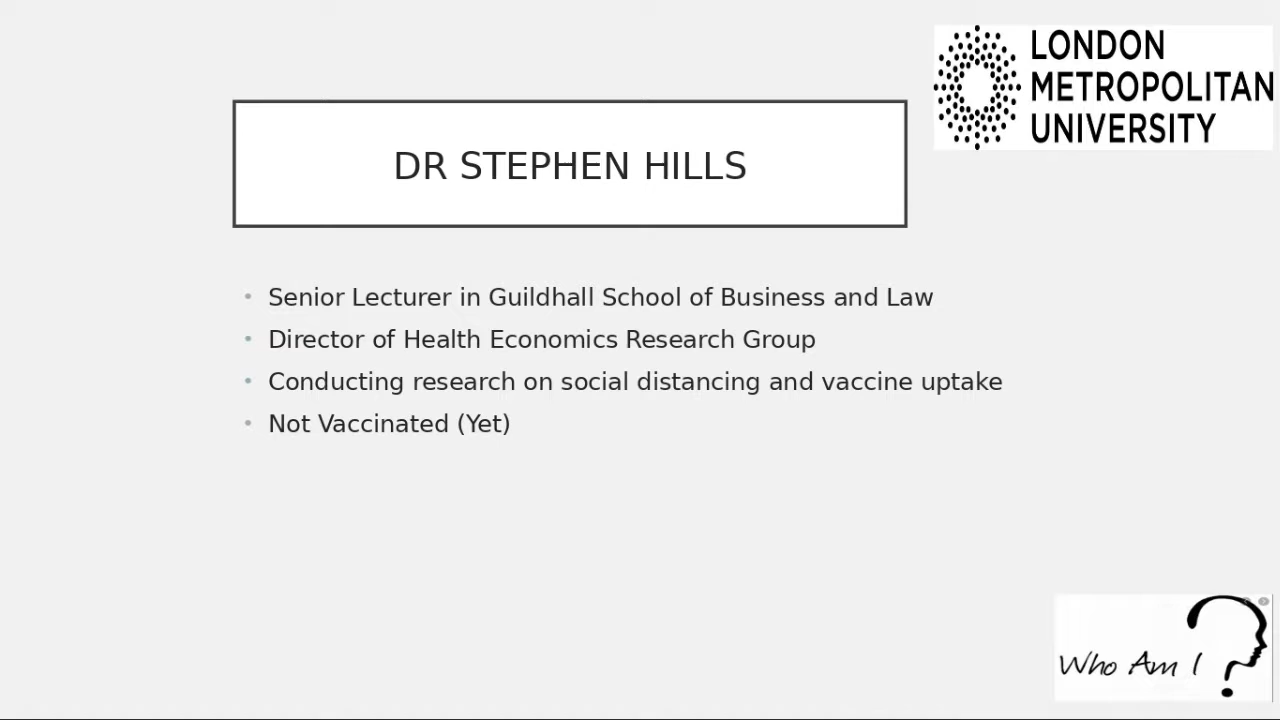 LONDON
METROPOLITAN
UNIVERSITY
DR STEPHEN HILLS
• Senior Lecturer in Guildhall School of Business and Law
• Director of Health Economics Research Group
• Conducting research on social distancing and vaccine uptake
• Not Vaccinated (Yet)
Who Am I ?